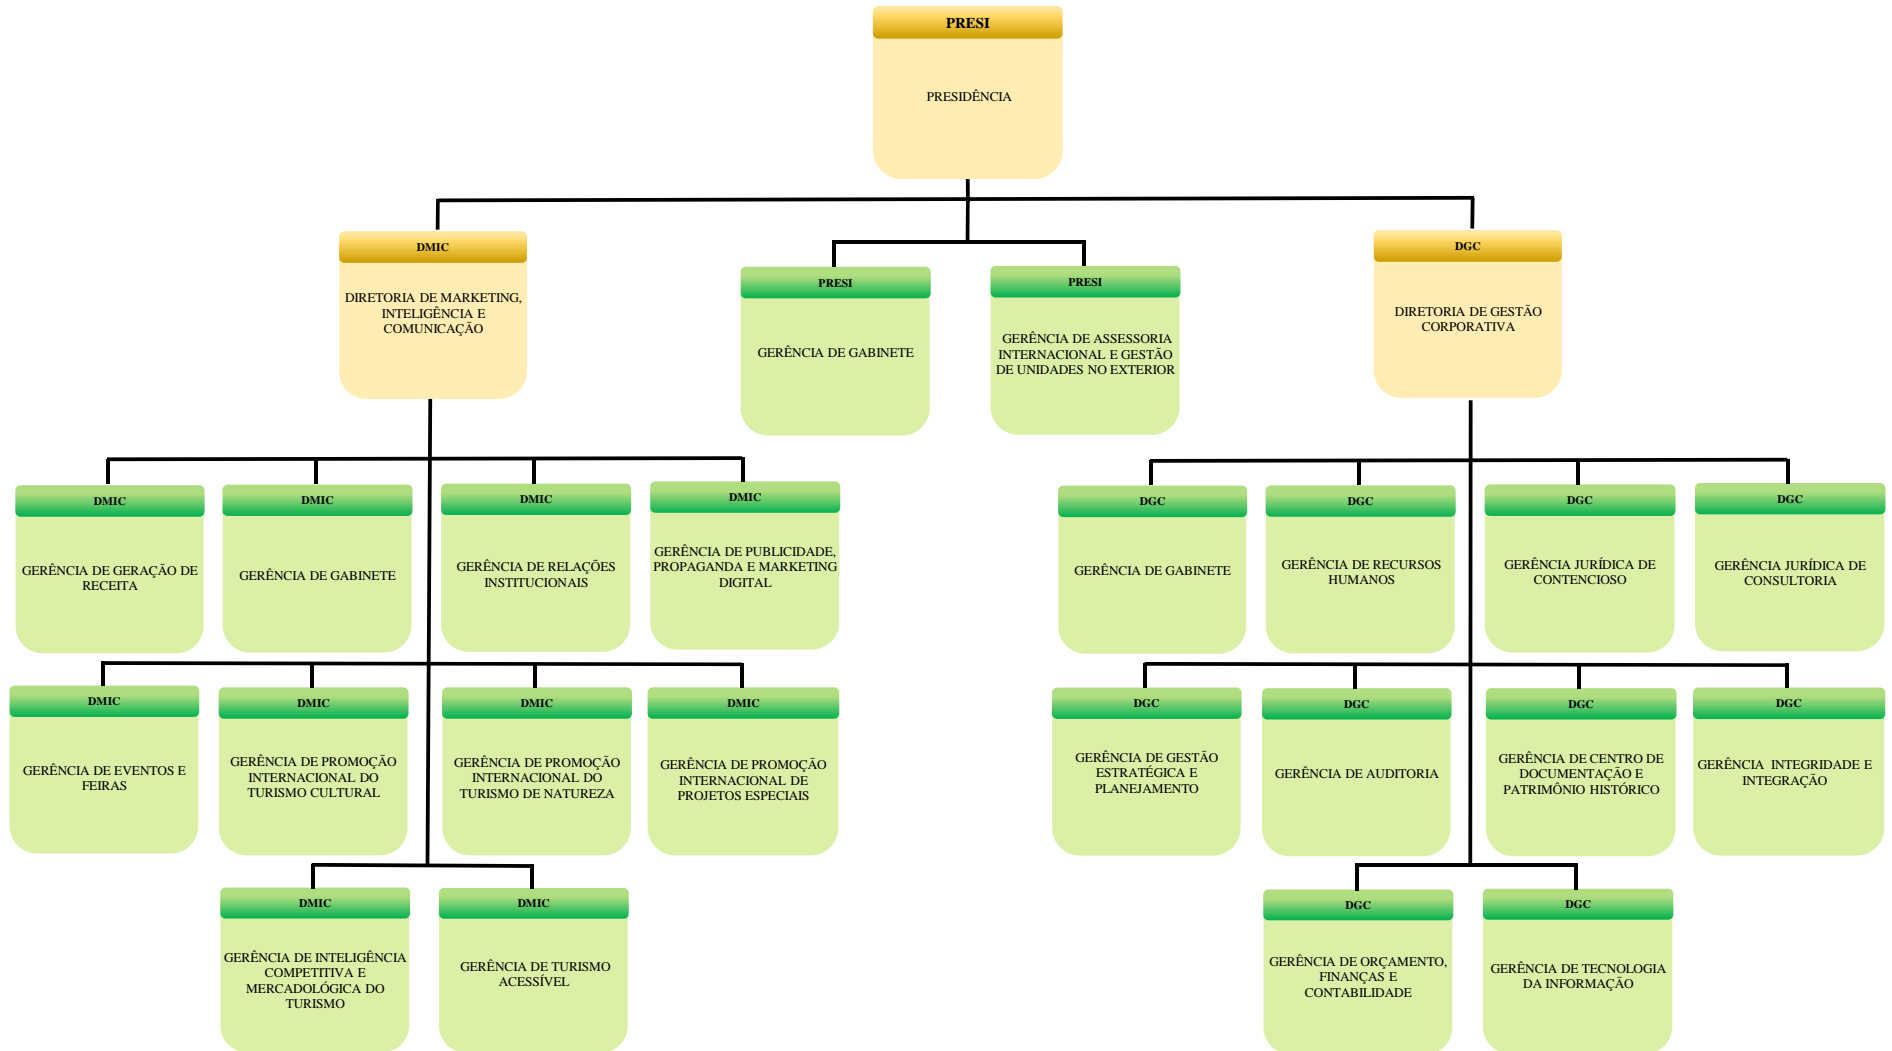 PRESI
PRESIDÊNCIA
DMIC
DIRETORIA DE MARKETING,
INTELIGÊNCIA E
COMUNICAÇÃO
PRESI
GERÊNCIA DE GABINETE
PRESI
GERÊNCIA DE ASSESSORIA
INTERNACIONAL E GESTÃO
DE UNIDADES NO EXTERIOR
DGC
DIRETORIA DE GESTÃO
CORPORATIVA
DMIC
GERÊNCIA DE GERAÇÃO DE
RECEITA
DMIC
GERÊNCIA DE GABINETE
DMIC
GERÊNCIA DE RELAÇÕES
INSTITUCIONAIS
DMIC
GERÊNCIA DE PUBLICIDADE,
PROPAGANDA E MARKETING
DIGITAL
DGC
GERÊNCIA DE GABINETE
DGC
GERÊNCIA DE RECURSOS
HUMANOS
DGC
GERÊNCIA JURÍDICA DE
CONTENCIOSO
DGC
GERÊNCIA JURÍDICA DE
CONSULTORIA
DMIC
GERÊNCIA DE EVENTOS E
FEIRAS
DMIC
GERÊNCIA DE PROMOÇÃO
INTERNACIONAL DO
TURISMO CULTURAL
DMIC
GERÊNCIA DE PROMOÇÃO
INTERNACIONAL DO
TURISMO DE NATUREZA
DMIC
GERÊNCIA DE PROMOÇÃO
INTERNACIONAL DE
PROJETOS ESPECIAIS
DGC
GERÊNCIA DE GESTÃO
ESTRATÉGICA E
PLANEJAMENTO
DGC
GERÊNCIA DE AUDITORIA
DGC
GERÊNCIA DE CENTRO DE
DOCUMENTAÇÃO E
PATRIMÔNIO HISTÓRICO
DGC
GERÊNCIA INTEGRIDADE E
INTEGRAÇÃO
DMIC
GERÊNCIA DE INTELIGÊNCIA
COMPETITIVA E
MERCADOLÓGICA DO
TURISMO
DMIC
GERÊNCIA DE TURISMO
ACESSÍVEL
DGC
GERÊNCIA DE ORÇAMENTO,
FINANÇAS E
CONTABILIDADE
DGC
GERÊNCIA DE TECNOLOGIA
DA INFORMAÇÃO